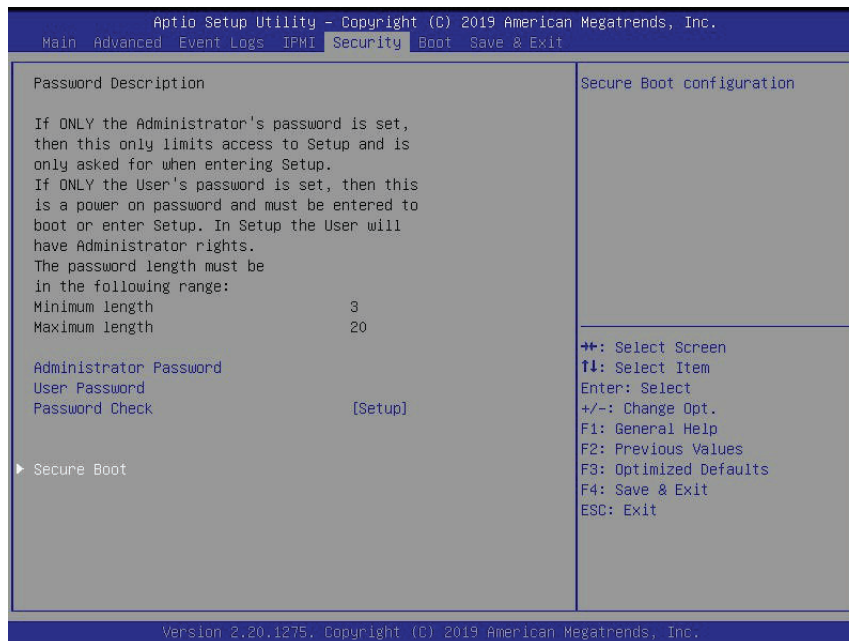 Aptio Setup Utility – Copyright (C) 2019 American Megatrends, Inc.
Main Advanced Event Logs IPMI Security Boot Save & Exit
Password Description
If ONLY the Administrator's password is set,
then this only limits access to Setup and is
only asked for when entering Setup.
If ONLY the User's password is set, then this
is a power on password and must be entered to
boot or enter Setup. In Setup the User will
have Administrator rights.
The password length must be
in the following range:
Minimum length 3
Maximum length 20
Administrator Password
User Password
Password Check [Setup]
Secure Boot
Secure Boot configuration
→←: Select Screen
↑↓: Select Item
Enter: Select
+/-: Change Opt.
F1: General Help
F2: Previous Values
F3: Optimized Defaults
F4: Save & Exit
ESC: Exit
Version 2.20.1275. Copyright (C) 2019 American Megatrends, Inc.